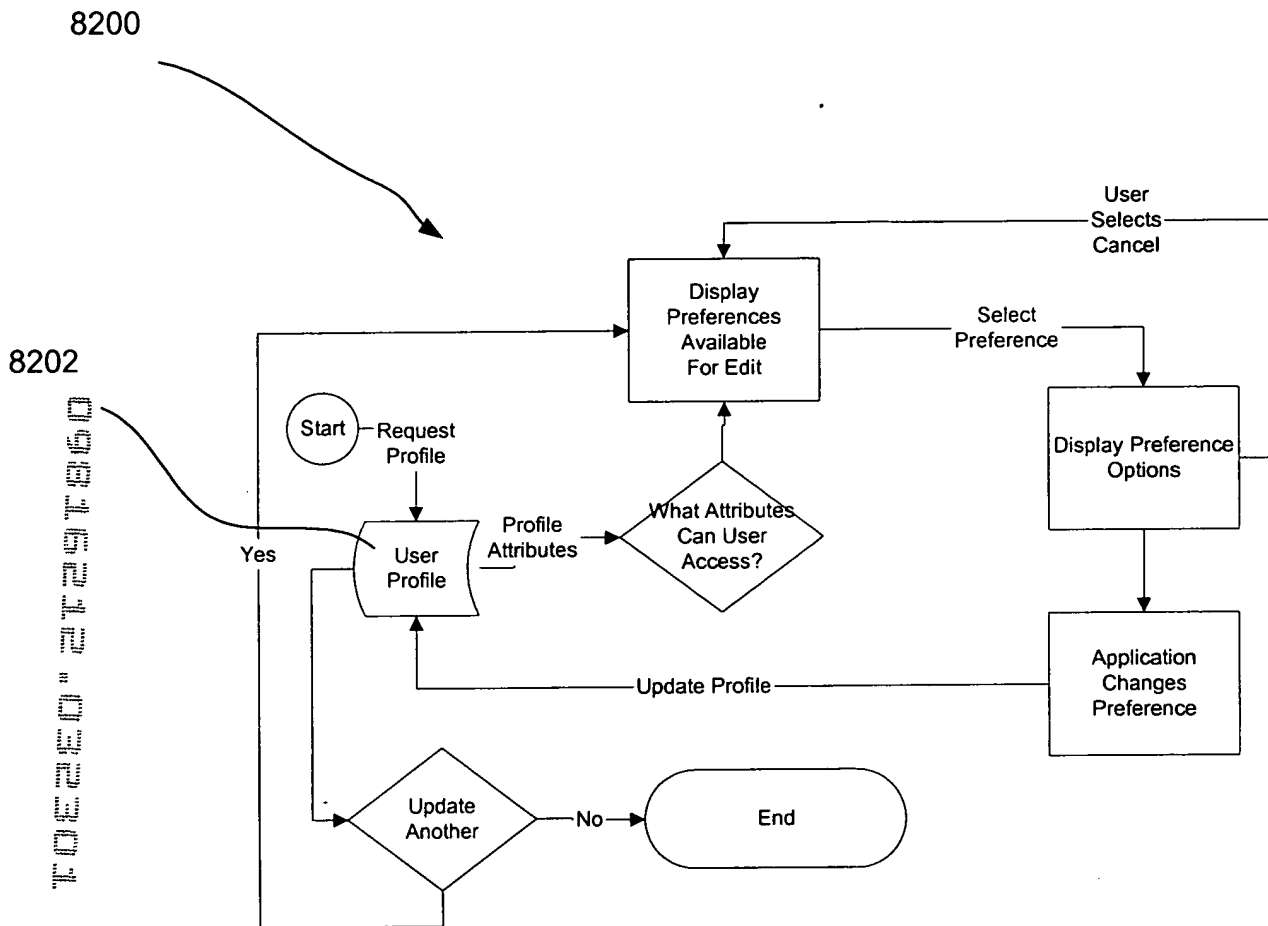 8200
User
Selects
Cancel
Display
Preferences
Available
For Edit
Select
Preference
8202
Start
Request
Profile
Display Preference
Options
What Attributes
Can User
Access?
Profile
Attributes
User
Profile
Yes
Application
Changes
Preference
Update Profile
Update
Another
No
End